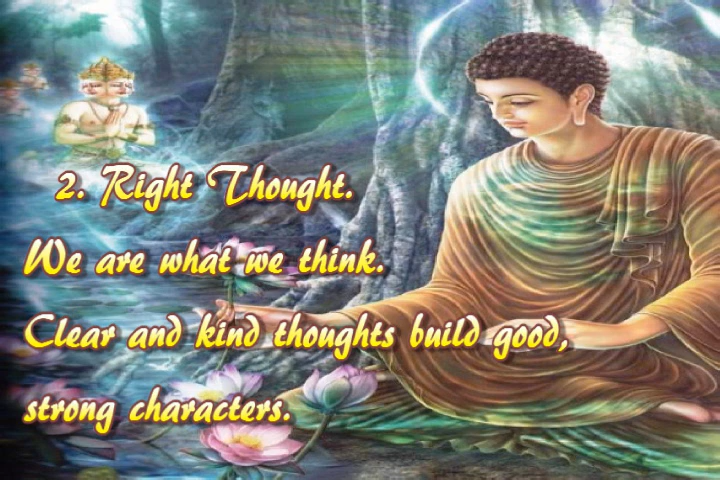 2. Right Thought.
We are what we think.
Clear and kind thoughts build good,
strong characters.